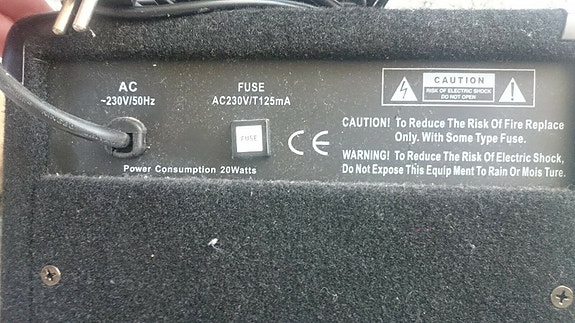 AC
~230V/50Hz
FUSE
AC230V/T125mA
FUSE
Power Consumption 20Watts
CE
CAUTION
RISK OF ELECTRIC SHOCK
DO NOT OPEN
CAUTION! To Reduce The Risk Of Fire Replace
Only. With Some Type Fuse.
WARNING! To Reduce The Risk Of Electric Shock,
Do Not Expose This Equip Ment To Rain Or Mois Ture.